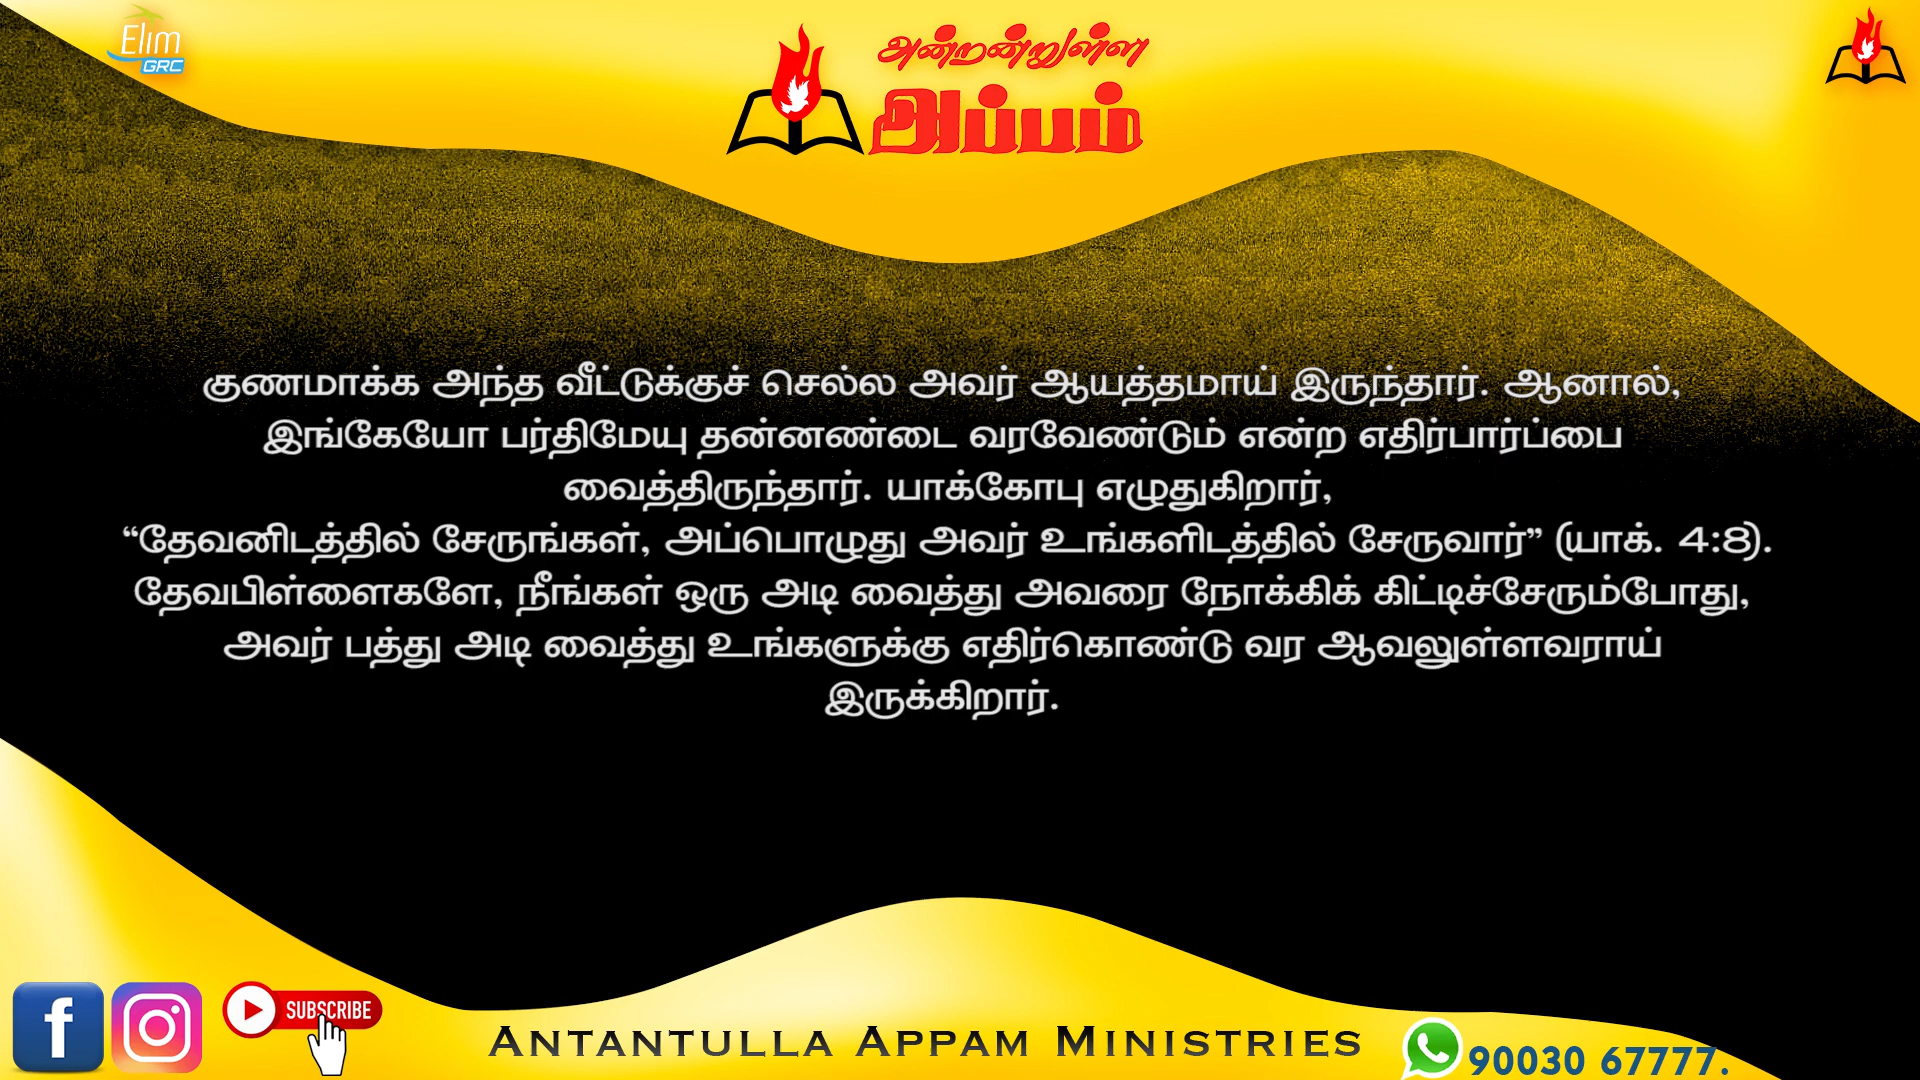 Elim
GRC
அன்றன்றுள்ள
அப்பம்
குணமாக்க அந்த வீட்டுக்குச் செல்ல அவர் ஆயத்தமாய் இருந்தார். ஆனால்,
இங்கேயோ பர்திமேயு தன்னண்டை வரவேண்டும் என்ற எதிர்பார்ப்பை
வைத்திருந்தார். யாக்கோபு எழுதுகிறார்,
“தேவனிடத்தில் சேருங்கள், அப்பொழுது அவர் உங்களிடத்தில் சேருவார்” (யாக். 4:8).
தேவபிள்ளைகளே, நீங்கள் ஒரு அடி வைத்து அவரை நோக்கிக் கிட்டிச்சேரும்போது,
அவர் பத்து அடி வைத்து உங்களுக்கு எதிர்கொண்டு வர ஆவலுள்ளவராய்
இருக்கிறார்.
SUBSCRIBE
ANTANTULLA APPAM MINISTRIES
90030 67777.